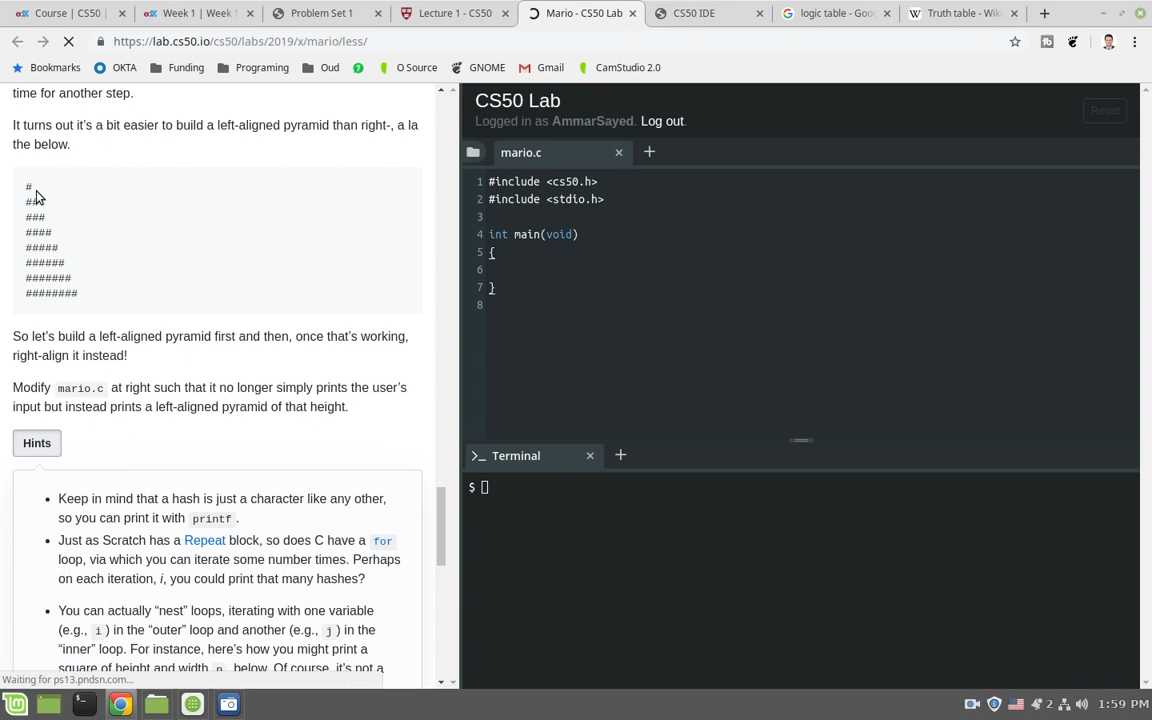 Course | CS50 |
Week 1 | Week
Problem Set 1
Lecture 1 - CS50
Mario - CS50 Lab
CS50 IDE
logic table - Goo
Truth table - Wiki
https://lab.cs50.io/cs50/labs/2019/x/mario/less/
Bookmarks
OKTA
Funding
Programing
Oud
O Source
GNOME
Gmail
CamStudio 2.0
time for another step.
It turns out it’s a bit easier to build a left-aligned pyramid than right-, a la
the below.
#
##
###
####
#####
######
#######
########
So let’s build a left-aligned pyramid first and then, once that’s working,
right-align it instead!
Modify mario.c at right such that it no longer simply prints the user’s
input but instead prints a left-aligned pyramid of that height.
Hints
• Keep in mind that a hash is just a character like any other,
so you can print it with printf.
• Just as Scratch has a Repeat block, so does C have a for
loop, via which you can iterate some number times. Perhaps
on each iteration, i, you could print that many hashes?
• You can actually “nest” loops, iterating with one variable
(e.g., i) in the “outer” loop and another (e.g., j) in the
“inner” loop. For instance, here’s how you might print a
square of height and width n, below. Of course, it’s not a
Waiting for ps13.pndsn.com...
CS50 Lab
Logged in as AmmarSayed. Log out.
Reset
mario.c
1 #include <cs50.h>
2 #include <stdio.h>
3
4 int main(void)
5 {
6
7 }
8
>_ Terminal
$
2
1:59 PM